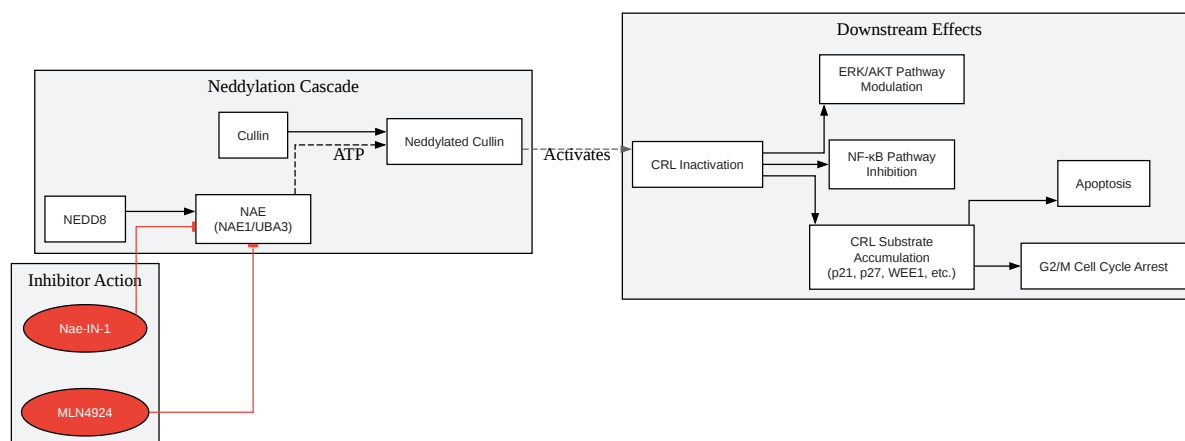 Downstream Effects
ERK/AKT Pathway
Modulation
Neddylation Cascade
Cullin
Neddylated Cullin
ATP
Activates
CRL Inactivation
NF-κB Pathway
Inhibition
Apoptosis
NEDD8
NAE
(NAE1/UBA3)
CRL Substrate
Accumulation
(p21, p27, WEE1, etc.)
G2/M Cell Cycle Arrest
Inhibitor Action
Nae-IN-1
MLN4924